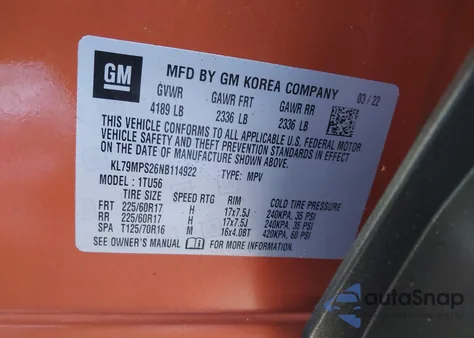 GM
MFD BY GM KOREA COMPANY
03/22
GVWR GAWR FRT GAWR RR
4189 LB 2336 LB 2336 LB
THIS VEHICLE CONFORMS TO ALL APPLICABLE U.S. FEDERAL MOTOR
VEHICLE SAFETY AND THEFT PREVENTION STANDARDS IN EFFECT
ON THE DATE OF MANUFACTURE SHOWN ABOVE.
KL79MPS26NB114922 TYPE: MPV
MODEL: 1TU56
TIRE SIZE SPEED RTG RIM COLD TIRE PRESSURE
FRT 225/60R17 H 17x7.5J 240KPA, 35 PSI
RR 225/60R17 H 17x7.5J 240KPA, 35 PSI
SPA T125/70R16 M 16x4.0BT 420KPA, 60 PSI
SEE OWNER'S MANUAL FOR MORE INFORMATION.
autoSnap